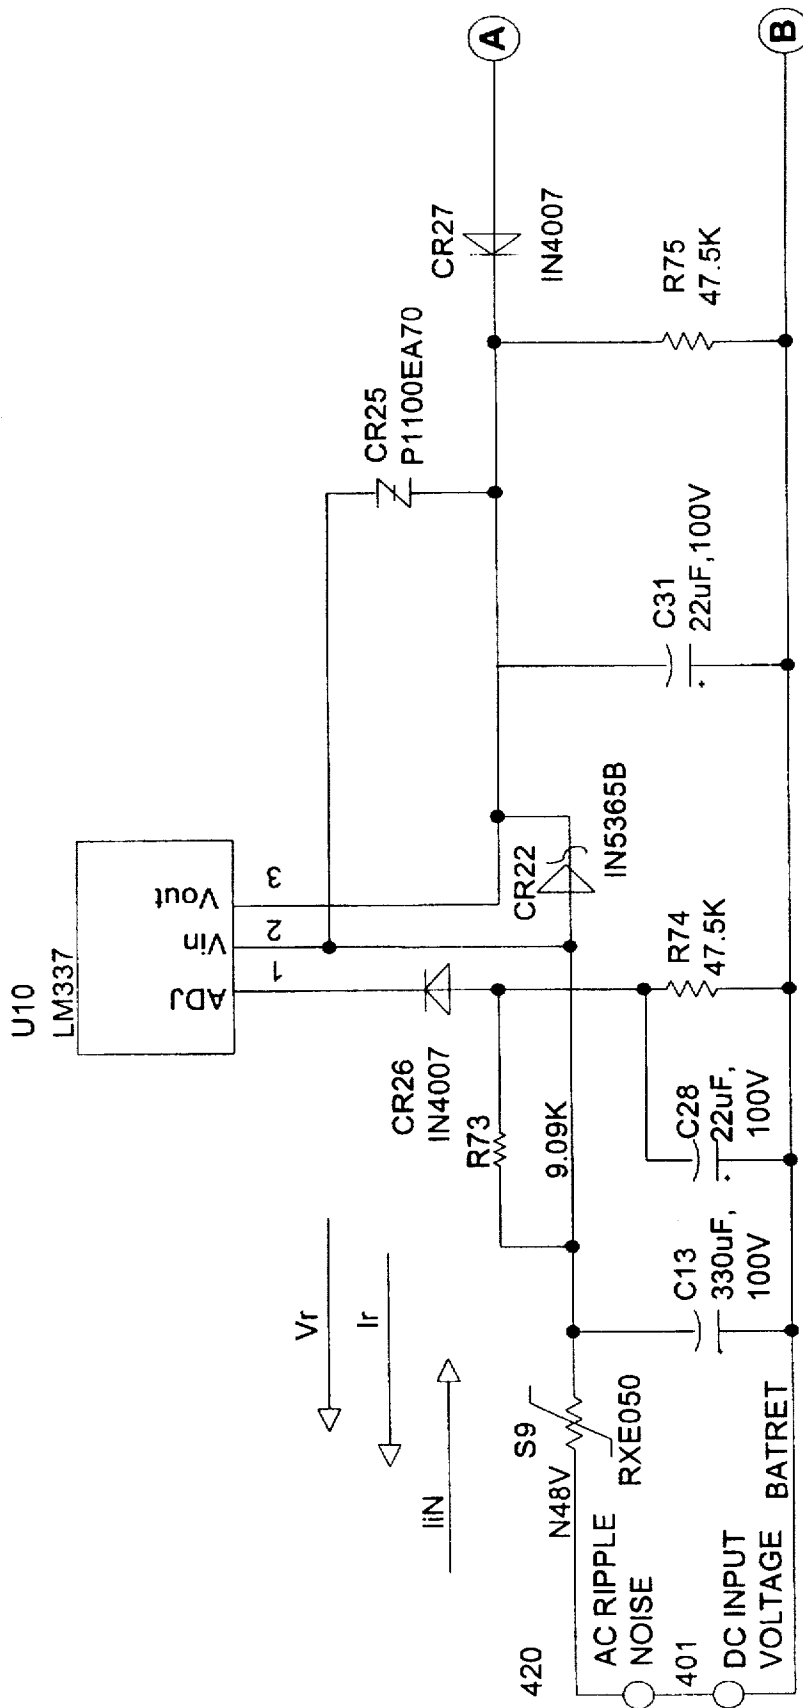 U10
LM337
ADJ
Vin
Vout
1
2
3
CR26
IN4007
CR25
P1100EA70
CR27
IN4007
A
Vr
Ir
IiN
R73
9.09K
CR22
IN5365B
S9
N48V
RXE050
C13
330uF,
100V
C28
22uF,
100V
R74
47.5K
C31
22uF,100V
R75
47.5K
B
420
AC RIPPLE
NOISE
401
DC INPUT
VOLTAGE
BATRET